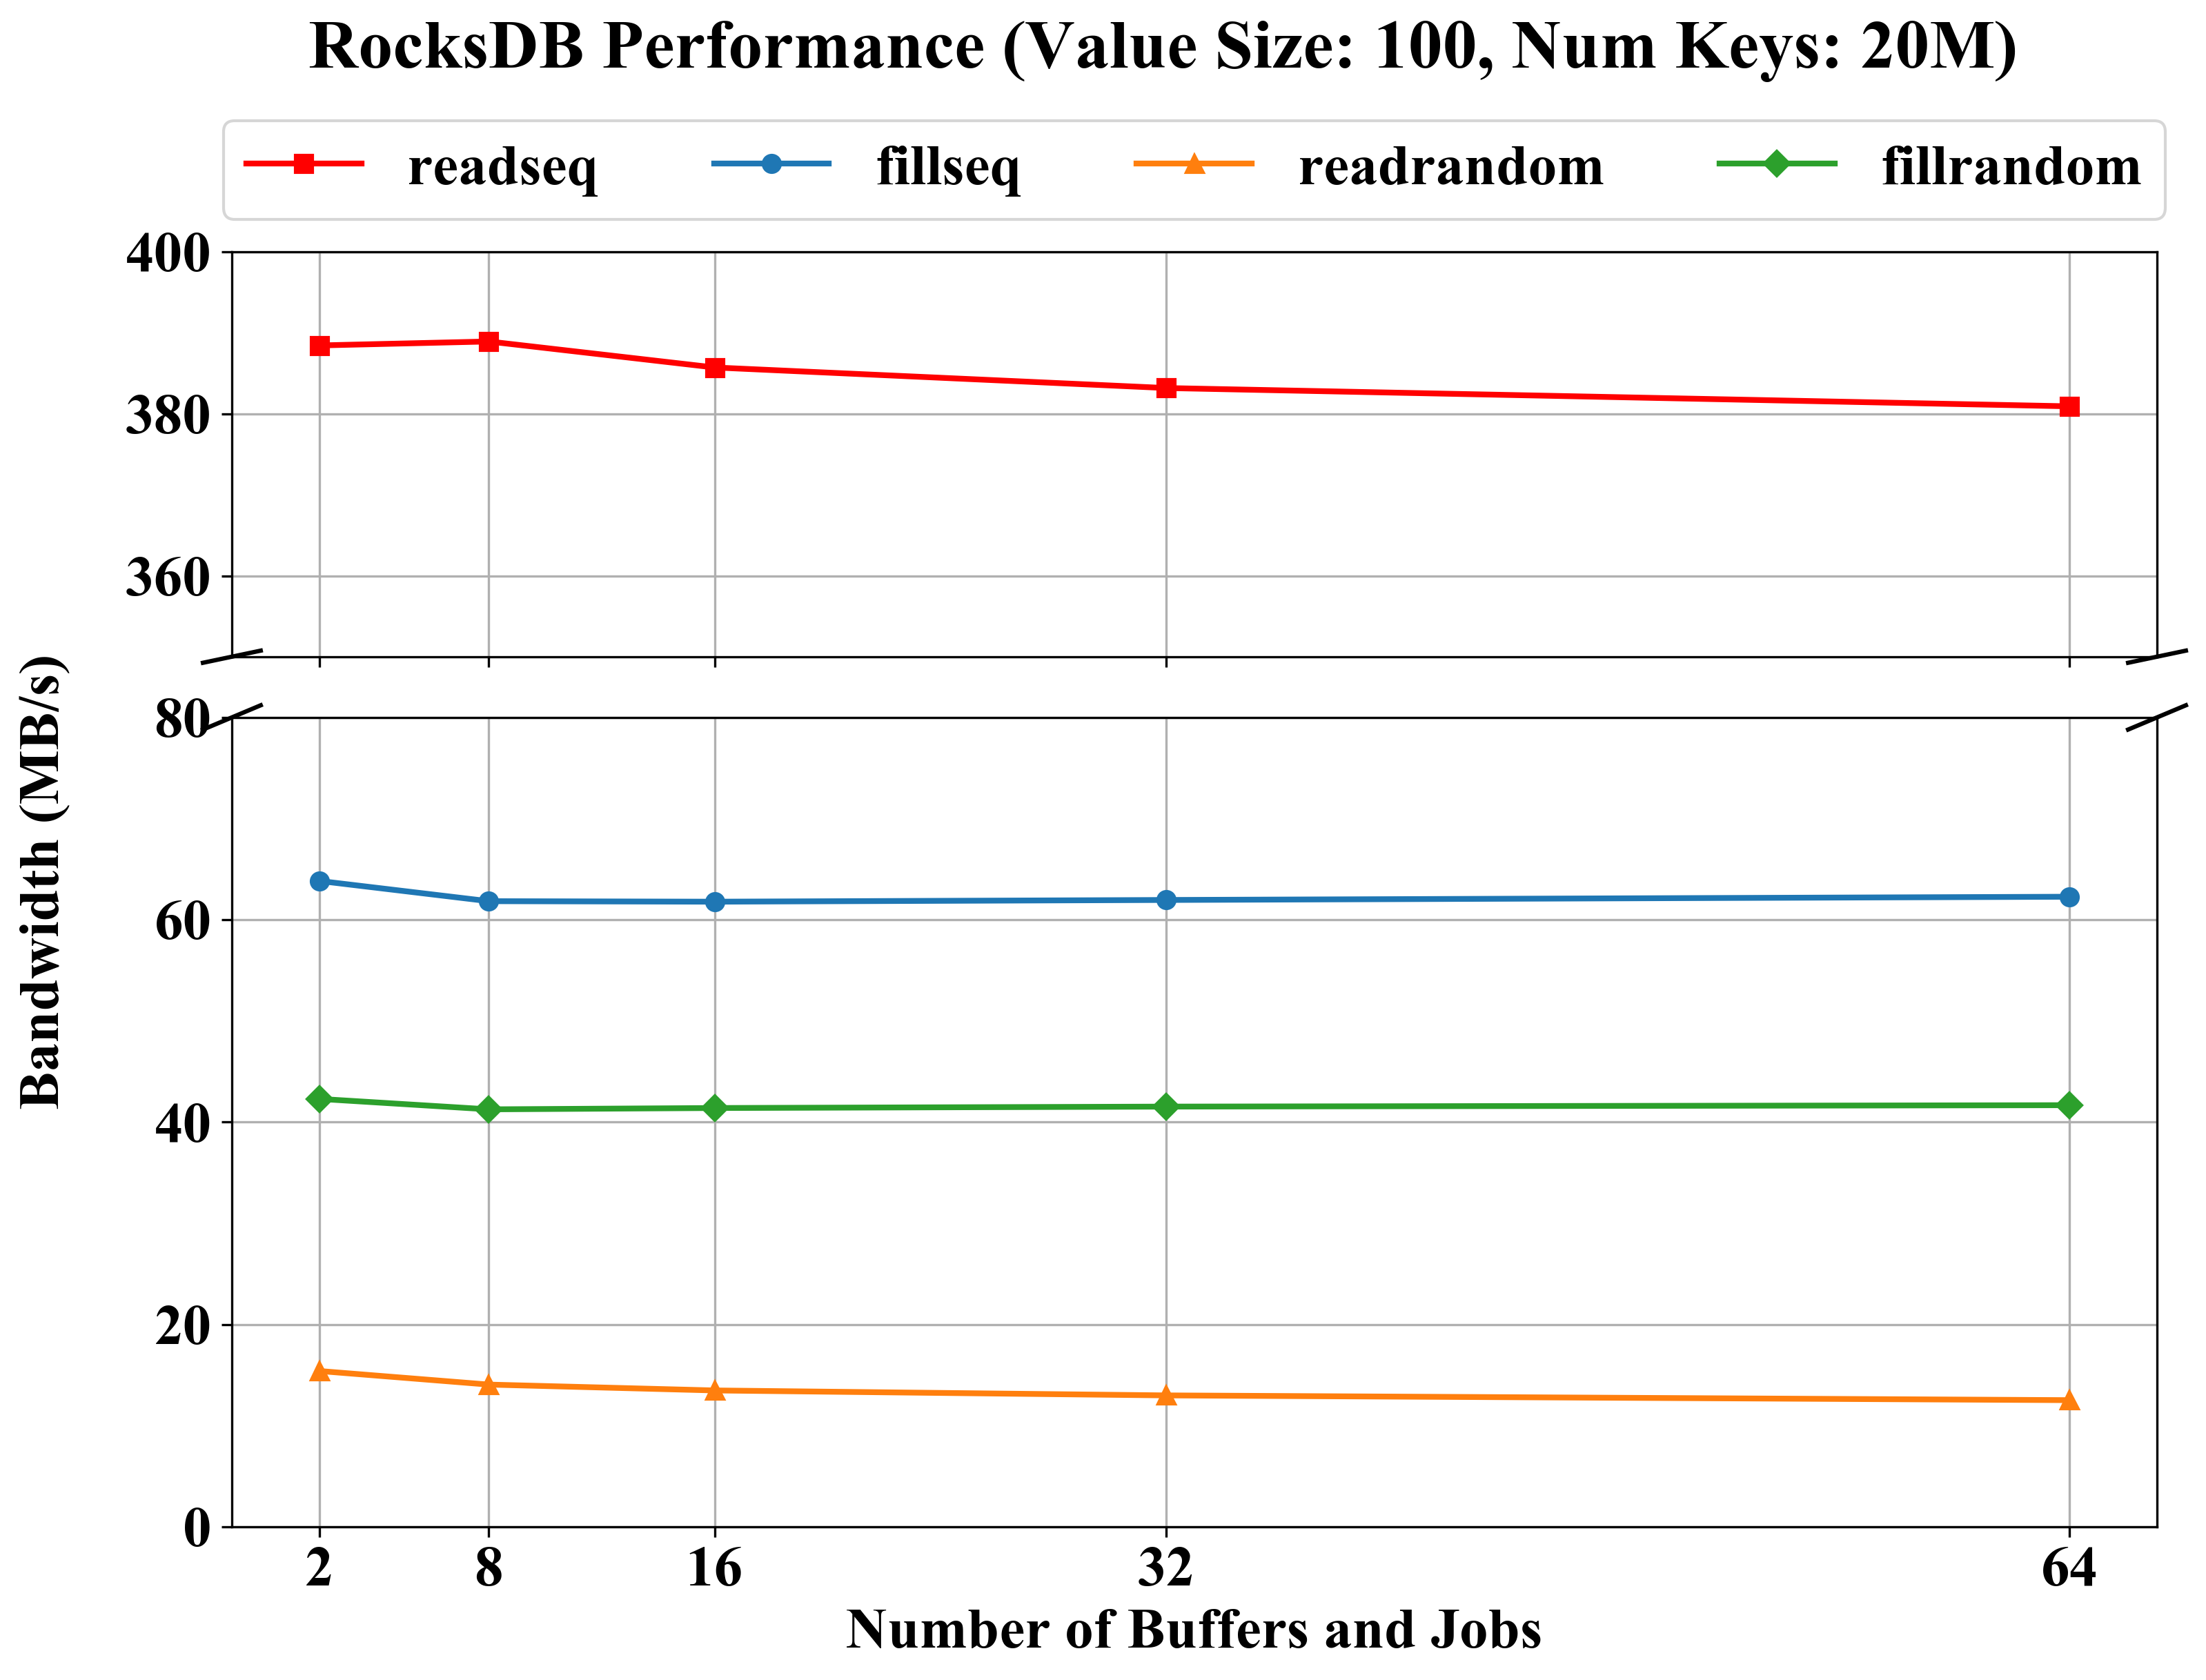 RocksDB Performance (Value Size: 100, Num Keys: 20M)
readseq fillseq readrandom fillrandom
400
380
360
80
60
40
20
0
Bandwidth (MB/s)
2 8 16 32 64
Number of Buffers and Jobs